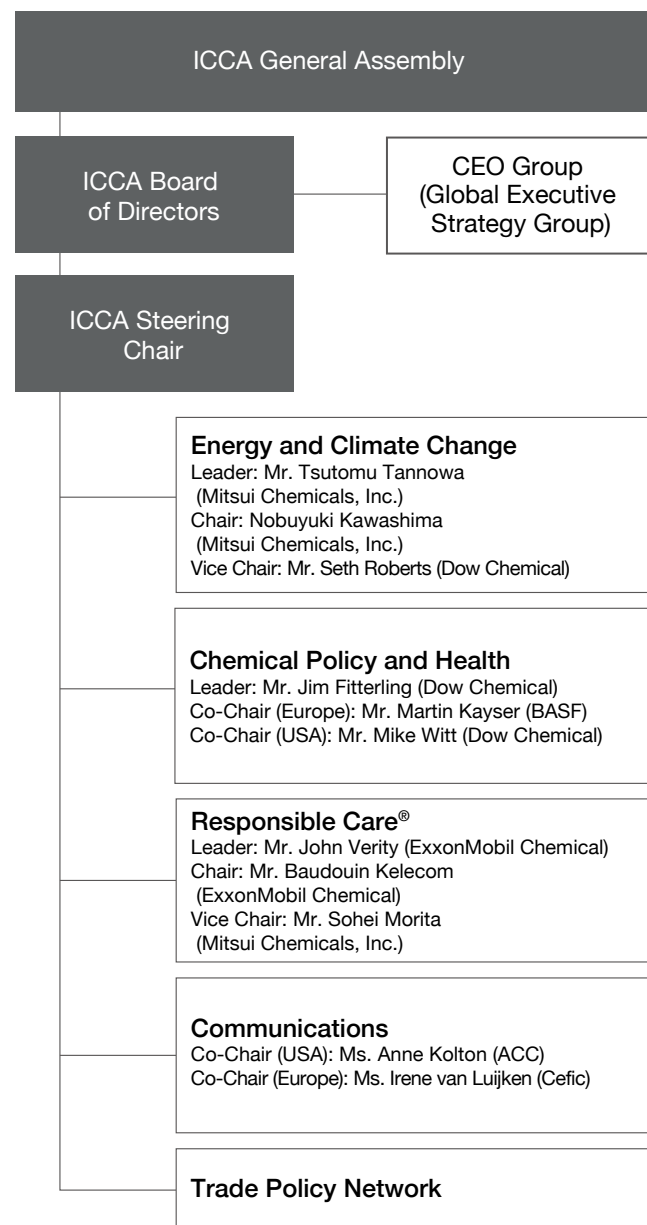 ICCA General Assembly
ICCA Board
of Directors
CEO Group
(Global Executive
Strategy Group)
ICCA Steering
Chair
Energy and Climate Change
Leader: Mr. Tsutomu Tannowa
(Mitsui Chemicals, Inc.)
Chair: Nobuyuki Kawashima
(Mitsui Chemicals, Inc.)
Vice Chair: Mr. Seth Roberts (Dow Chemical)
Chemical Policy and Health
Leader: Mr. Jim Fitterling (Dow Chemical)
Co-Chair (Europe): Mr. Martin Kayser (BASF)
Co-Chair (USA): Mr. Mike Witt (Dow Chemical)
Responsible Care®
Leader: Mr. John Verity (ExxonMobil Chemical)
Chair: Mr. Baudouin Kelecom
(ExxonMobil Chemical)
Vice Chair: Mr. Sohei Morita
(Mitsui Chemicals, Inc.)
Communications
Co-Chair (USA): Ms. Anne Kolton (ACC)
Co-Chair (Europe): Ms. Irene van Luijken (Cefic)
Trade Policy Network